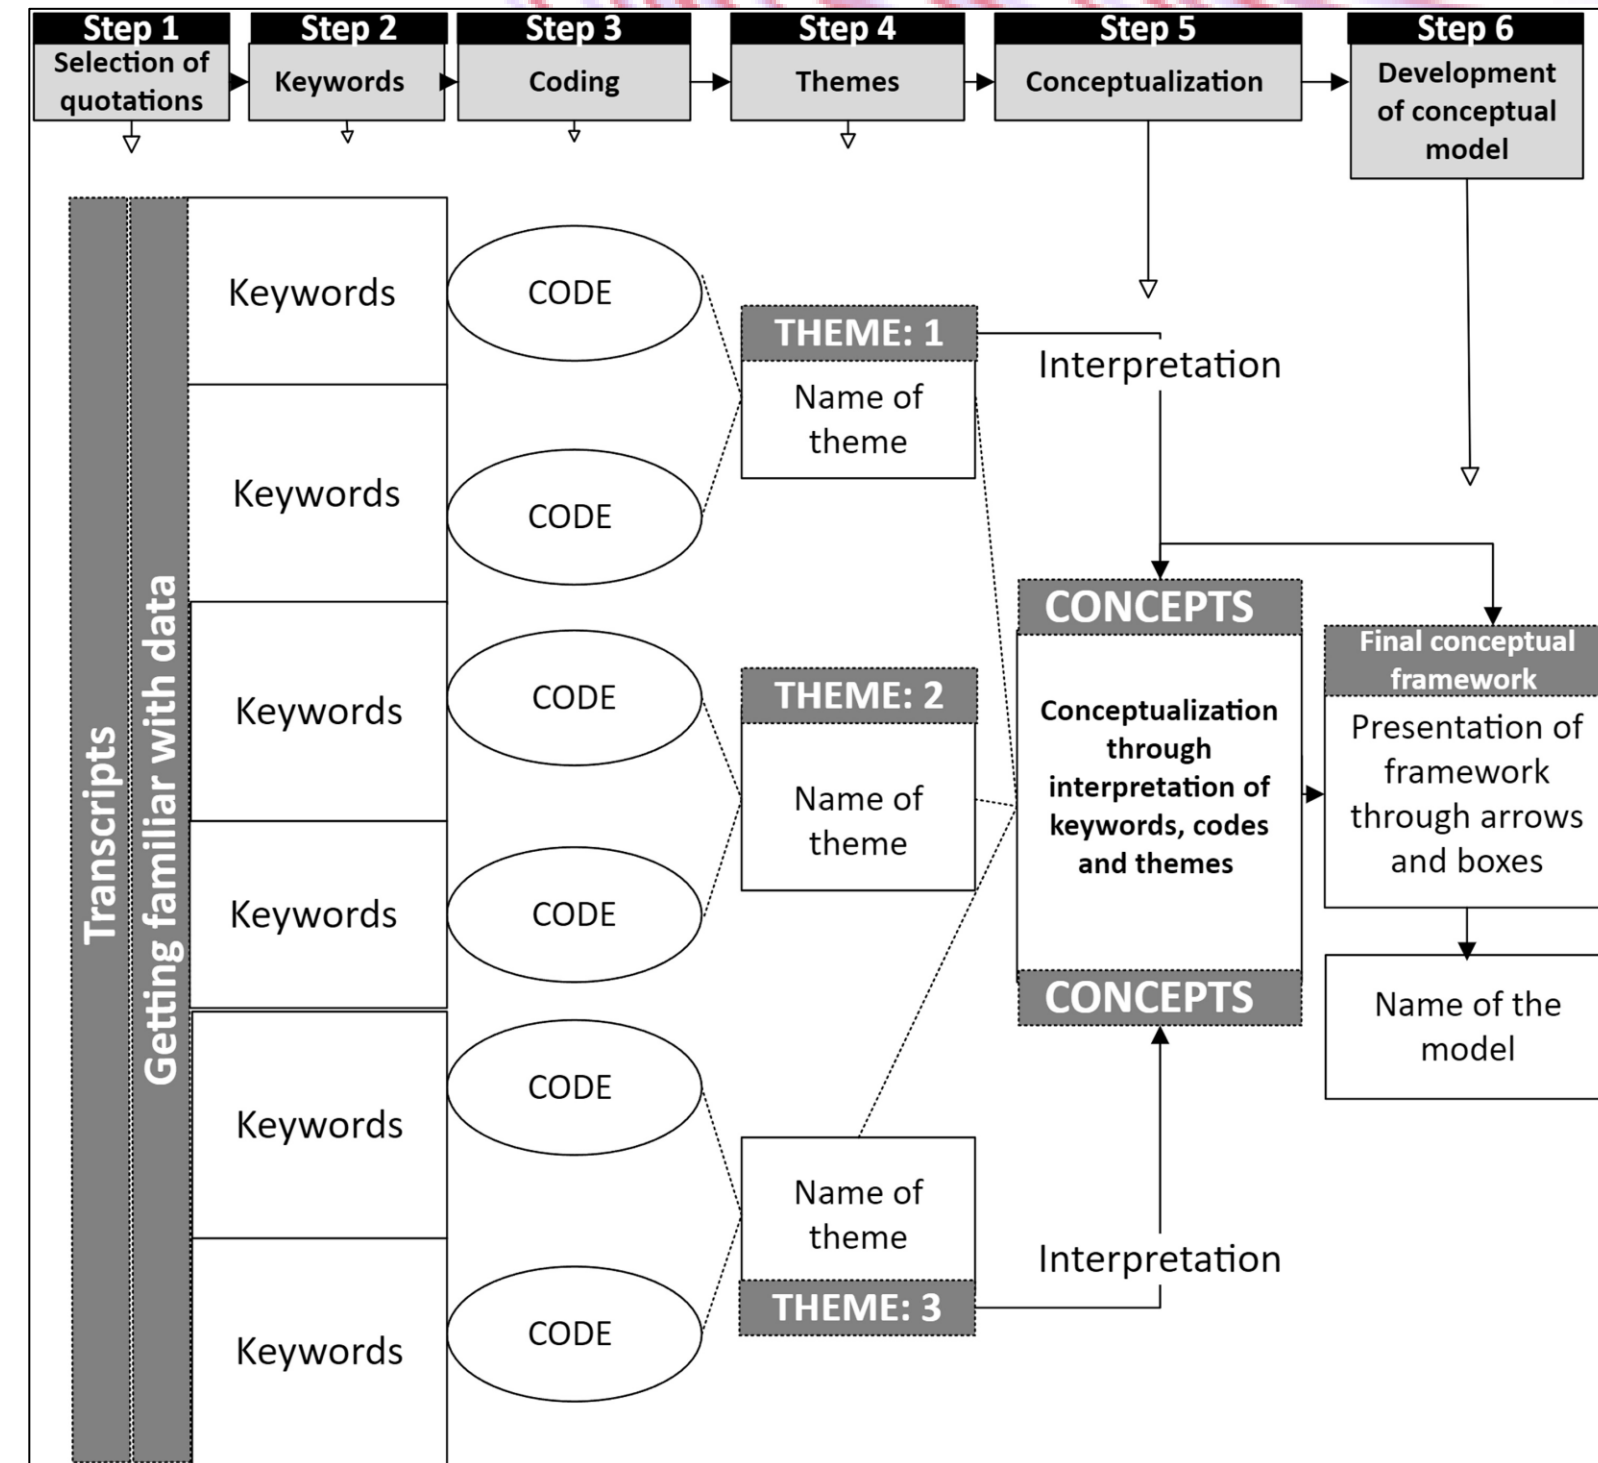 Step 1
Selection of
quotations
Step 2
Keywords
Step 3
Coding
Step 4
Themes
Step 5
Conceptualization
Step 6
Development
of conceptual
model
Transcripts
Getting familiar with data
Keywords
Keywords
Keywords
Keywords
Keywords
Keywords
CODE
CODE
CODE
CODE
CODE
CODE
THEME: 1
Name of
theme
THEME: 2
Name of
theme
Name of
theme
THEME: 3
Interpretation
CONCEPTS
Conceptualization
through
interpretation of
keywords, codes
and themes
CONCEPTS
Interpretation
Final conceptual
framework
Presentation of
framework
through arrows
and boxes
Name of the
model